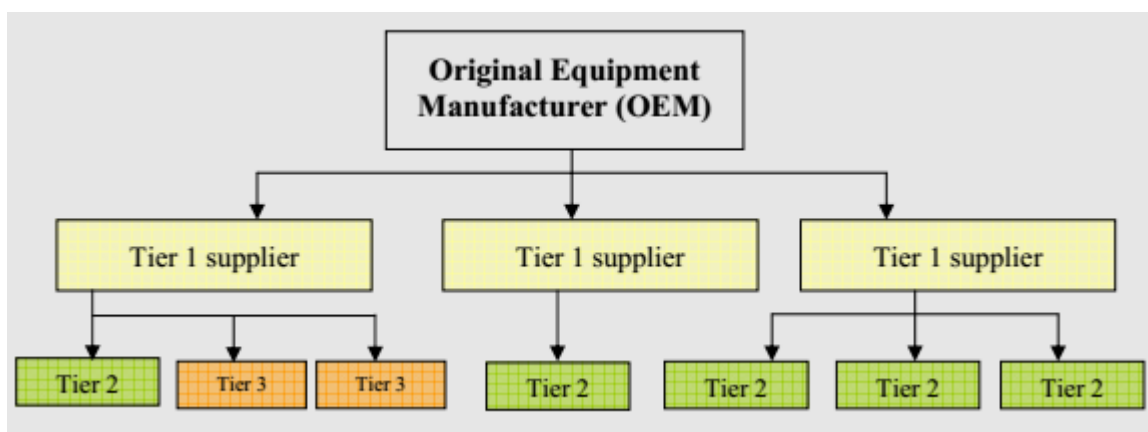 Original Equipment
Manufacturer (OEM)
Tier 1 supplier
Tier 1 supplier
Tier 1 supplier
Tier 2
Tier 3
Tier 3
Tier 2
Tier 2
Tier 2
Tier 2